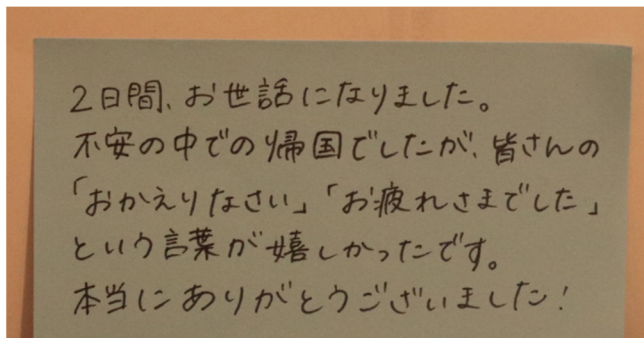 2日間、お世話になりました。
不安の中での帰国でしたが、皆さんの
「おかえりなさい」「お疲れさまでした」
という言葉が嬉しかったです。
本当にありがとうございました!